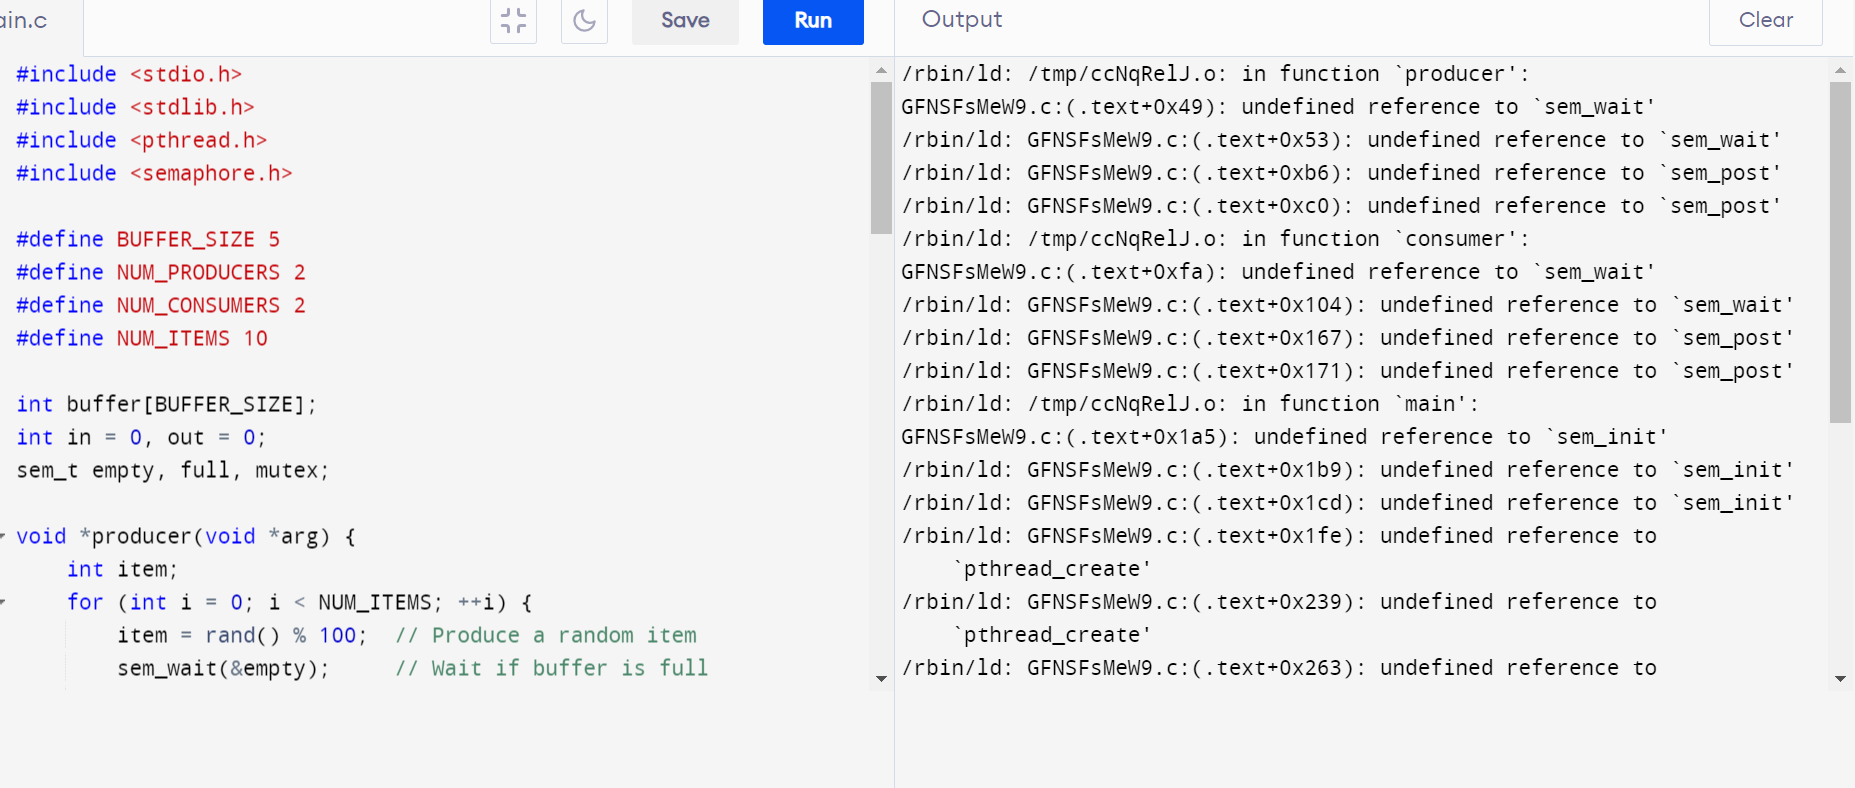 ain.c
Save
Run
Output
Clear
#include <stdio.h>
#include <stdlib.h>
#include <pthread.h>
#include <semaphore.h>
#define BUFFER_SIZE 5
#define NUM_PRODUCERS 2
#define NUM_CONSUMERS 2
#define NUM_ITEMS 10
int buffer[BUFFER_SIZE];
int in = 0, out = 0;
sem_t empty, full, mutex;
void *producer(void *arg) {
int item;
for (int i = 0; i < NUM_ITEMS; ++i) {
item = rand() % 100;  // Produce a random item
sem_wait(&empty);     // Wait if buffer is full
/rbin/ld: /tmp/ccNqRelJ.o: in function `producer':
GFNSFsMeW9.c:(.text+0x49): undefined reference to `sem_wait'
/rbin/ld: GFNSFsMeW9.c:(.text+0x53): undefined reference to `sem_wait'
/rbin/ld: GFNSFsMeW9.c:(.text+0xb6): undefined reference to `sem_post'
/rbin/ld: GFNSFsMeW9.c:(.text+0xc0): undefined reference to `sem_post'
/rbin/ld: /tmp/ccNqRelJ.o: in function `consumer':
GFNSFsMeW9.c:(.text+0xfa): undefined reference to `sem_wait'
/rbin/ld: GFNSFsMeW9.c:(.text+0x104): undefined reference to `sem_wait'
/rbin/ld: GFNSFsMeW9.c:(.text+0x167): undefined reference to `sem_post'
/rbin/ld: GFNSFsMeW9.c:(.text+0x171): undefined reference to `sem_post'
/rbin/ld: /tmp/ccNqRelJ.o: in function `main':
GFNSFsMeW9.c:(.text+0x1a5): undefined reference to `sem_init'
/rbin/ld: GFNSFsMeW9.c:(.text+0x1b9): undefined reference to `sem_init'
/rbin/ld: GFNSFsMeW9.c:(.text+0x1cd): undefined reference to `sem_init'
/rbin/ld: GFNSFsMeW9.c:(.text+0x1fe): undefined reference to
`pthread_create'
/rbin/ld: GFNSFsMeW9.c:(.text+0x239): undefined reference to
`pthread_create'
/rbin/ld: GFNSFsMeW9.c:(.text+0x263): undefined reference to